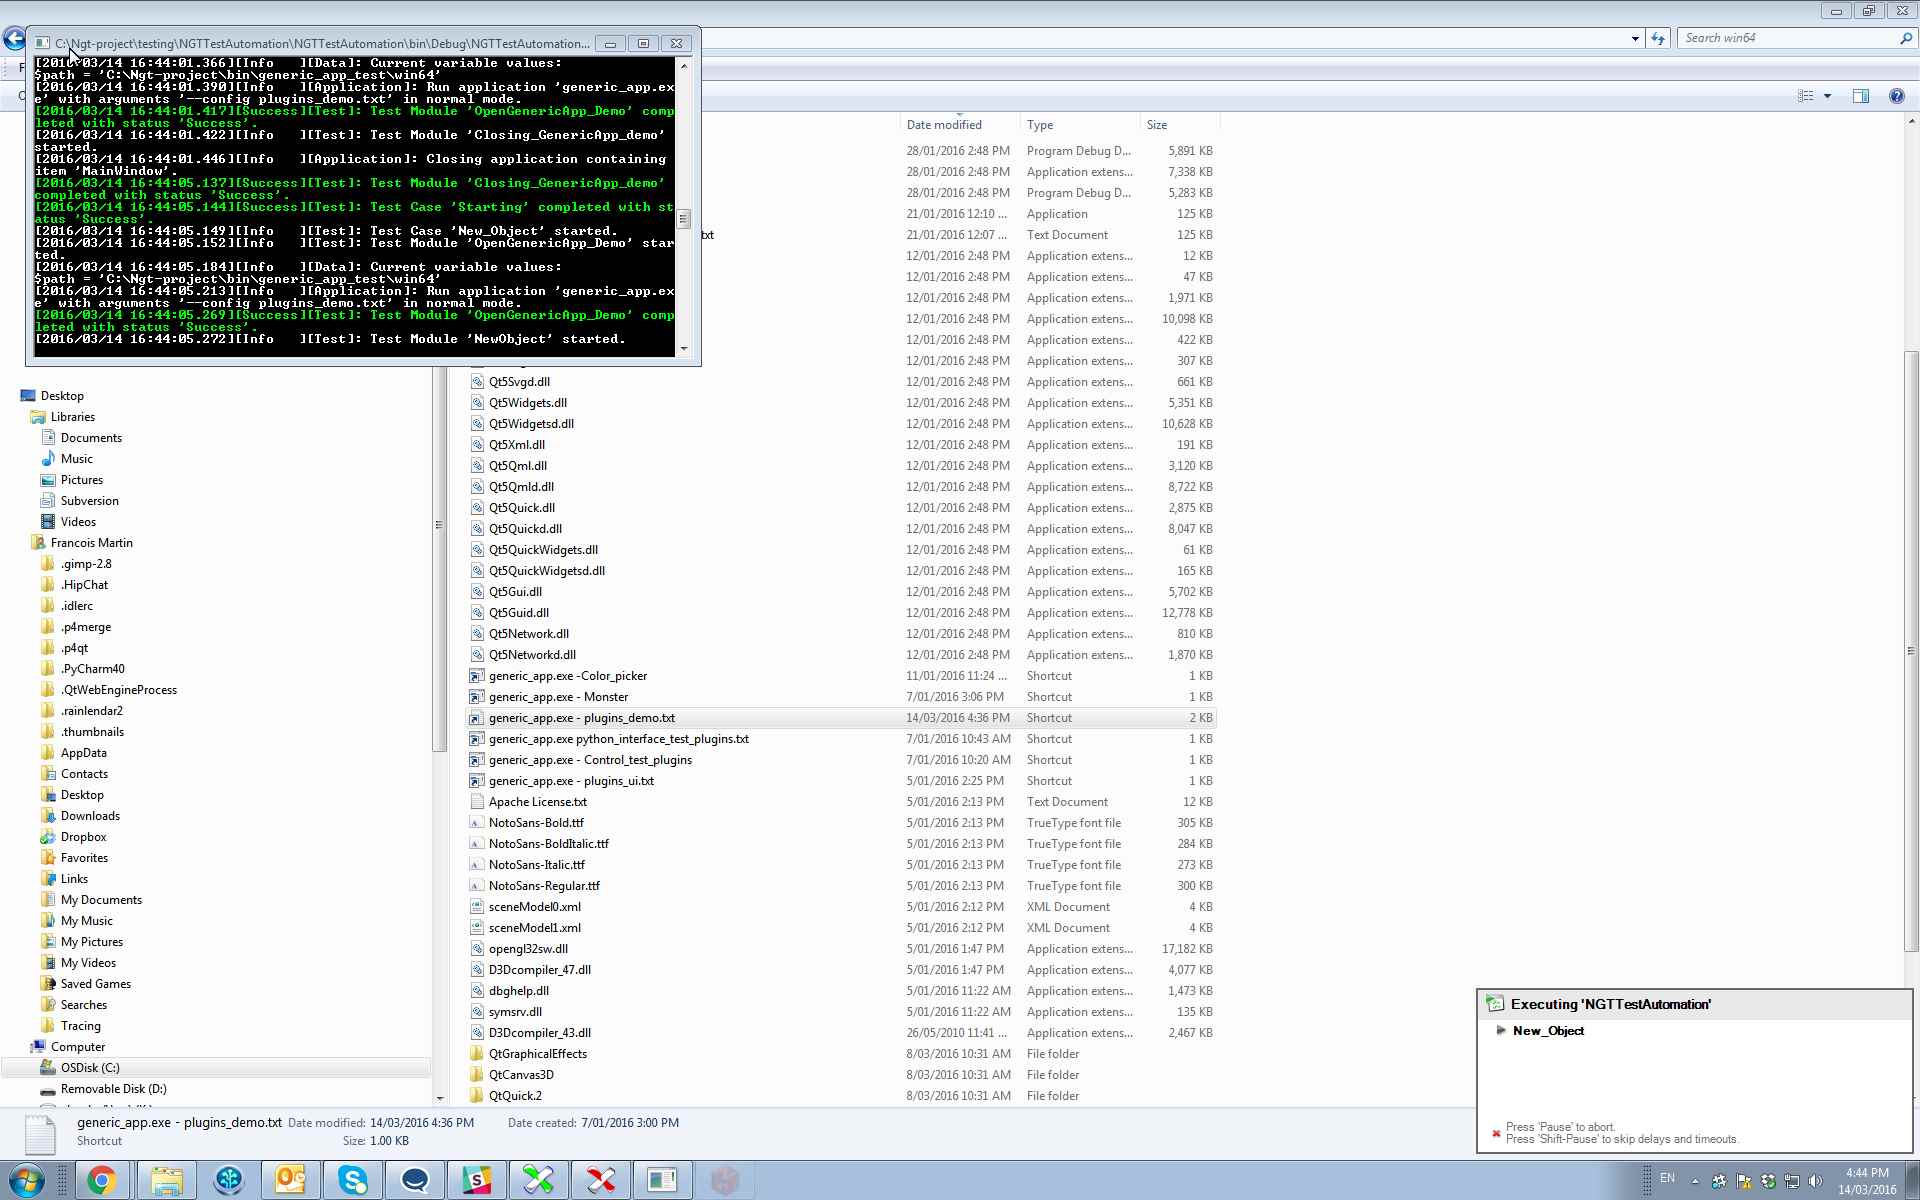 C:\Ngt-project\testing\NGTTestAutomation\NGTTestAutomation\bin\Debug\NGTTestAutomation...
Search win64
[2016/03/14 16:44:01.366][Info   ][Data]: Current variable values:
$path = 'C:\Ngt-project\bin\generic_app_test\win64'
[2016/03/14 16:44:01.390][Info   ][Application]: Run application 'generic_app.ex
e' with arguments '--config plugins_demo.txt' in normal mode.
[2016/03/14 16:44:01.417][Success][Test]: Test Module 'OpenGenericApp_Demo' comp
leted with status 'Success'.
[2016/03/14 16:44:01.422][Info   ][Test]: Test Module 'Closing_GenericApp_demo'
started.
[2016/03/14 16:44:01.446][Info   ][Application]: Closing application containing
item 'MainWindow'.
[2016/03/14 16:44:05.137][Success][Test]: Test Module 'Closing_GenericApp_demo'
completed with status 'Success'.
[2016/03/14 16:44:05.144][Success][Test]: Test Case 'Starting' completed with st
atus 'Success'.
[2016/03/14 16:44:05.149][Info   ][Test]: Test Case 'New_Object' started.
[2016/03/14 16:44:05.152][Info   ][Test]: Test Module 'OpenGenericApp_Demo' star
ted.
[2016/03/14 16:44:05.184][Info   ][Data]: Current variable values:
$path = 'C:\Ngt-project\bin\generic_app_test\win64'
[2016/03/14 16:44:05.213][Info   ][Application]: Run application 'generic_app.ex
e' with arguments '--config plugins_demo.txt' in normal mode.
[2016/03/14 16:44:05.269][Success][Test]: Test Module 'OpenGenericApp_Demo' comp
leted with status 'Success'.
[2016/03/14 16:44:05.272][Info   ][Test]: Test Module 'NewObject' started.
Desktop
Libraries
Documents
Music
Pictures
Subversion
Videos
Francois Martin
.gimp-2.8
.HipChat
.idlerc
.p4merge
.p4qt
.PyCharm40
.QtWebEngineProcess
.rainlendar2
.thumbnails
AppData
Contacts
Desktop
Downloads
Dropbox
Favorites
Links
My Documents
My Music
My Pictures
My Videos
Saved Games
Searches
Tracing
Computer
OSDisk (C:)
Removable Disk (D:)
Date modified Type Size
28/01/2016 2:48 PM Program Debug D... 5,891 KB
28/01/2016 2:48 PM Application extens... 7,338 KB
28/01/2016 2:48 PM Program Debug D... 5,283 KB
21/01/2016 12:10 ... Application 125 KB
txt 21/01/2016 12:07 ... Text Document 125 KB
12/01/2016 2:48 PM Application extens... 12 KB
12/01/2016 2:48 PM Application extens... 47 KB
12/01/2016 2:48 PM Application extens... 1,971 KB
12/01/2016 2:48 PM Application extens... 10,098 KB
12/01/2016 2:48 PM Application extens... 422 KB
12/01/2016 2:48 PM Application extens... 307 KB
Qt5Svgd.dll 12/01/2016 2:48 PM Application extens... 661 KB
Qt5Widgets.dll 12/01/2016 2:48 PM Application extens... 5,351 KB
Qt5Widgetsd.dll 12/01/2016 2:48 PM Application extens... 10,628 KB
Qt5Xml.dll 12/01/2016 2:48 PM Application extens... 191 KB
Qt5Qml.dll 12/01/2016 2:48 PM Application extens... 3,120 KB
Qt5Qmld.dll 12/01/2016 2:48 PM Application extens... 8,722 KB
Qt5Quick.dll 12/01/2016 2:48 PM Application extens... 2,875 KB
Qt5Quickd.dll 12/01/2016 2:48 PM Application extens... 8,047 KB
Qt5QuickWidgets.dll 12/01/2016 2:48 PM Application extens... 61 KB
Qt5QuickWidgetsd.dll 12/01/2016 2:48 PM Application extens... 165 KB
Qt5Gui.dll 12/01/2016 2:48 PM Application extens... 5,702 KB
Qt5Guid.dll 12/01/2016 2:48 PM Application extens... 12,778 KB
Qt5Network.dll 12/01/2016 2:48 PM Application extens... 810 KB
Qt5Networkd.dll 12/01/2016 2:48 PM Application extens... 1,870 KB
generic_app.exe -Color_picker 11/01/2016 11:24 ... Shortcut 1 KB
generic_app.exe - Monster 7/01/2016 3:06 PM Shortcut 1 KB
generic_app.exe - plugins_demo.txt 14/03/2016 4:36 PM Shortcut 2 KB
generic_app.exe python_interface_test_plugins.txt 7/01/2016 10:43 AM Shortcut 1 KB
generic_app.exe - Control_test_plugins 7/01/2016 10:20 AM Shortcut 1 KB
generic_app.exe - plugins_ui.txt 5/01/2016 2:25 PM Shortcut 1 KB
Apache License.txt 5/01/2016 2:13 PM Text Document 12 KB
NotoSans-Bold.ttf 5/01/2016 2:13 PM TrueType font file 305 KB
NotoSans-BoldItalic.ttf 5/01/2016 2:13 PM TrueType font file 284 KB
NotoSans-Italic.ttf 5/01/2016 2:13 PM TrueType font file 273 KB
NotoSans-Regular.ttf 5/01/2016 2:13 PM TrueType font file 300 KB
sceneModel0.xml 5/01/2016 2:12 PM XML Document 4 KB
sceneModel1.xml 5/01/2016 2:12 PM XML Document 4 KB
opengl32sw.dll 5/01/2016 1:47 PM Application extens... 17,182 KB
D3Dcompiler_47.dll 5/01/2016 1:47 PM Application extens... 4,077 KB
dbghelp.dll 5/01/2016 11:22 AM Application extens... 1,473 KB
symsrv.dll 5/01/2016 11:22 AM Application extens... 135 KB
D3Dcompiler_43.dll 26/05/2010 11:41 ... Application extens... 2,467 KB
QtGraphicalEffects 8/03/2016 10:31 AM File folder
QtCanvas3D 8/03/2016 10:31 AM File folder
QtQuick.2 8/03/2016 10:31 AM File folder
Executing 'NGTTestAutomation'
New_Object
Press 'Pause' to abort.
Press 'Shift-Pause' to skip delays and timeouts.
generic_app.exe - plugins_demo.txt Date modified: 14/03/2016 4:36 PM Date created: 7/01/2016 3:00 PM
Shortcut Size: 1.00 KB
EN
4:44 PM
14/03/2016